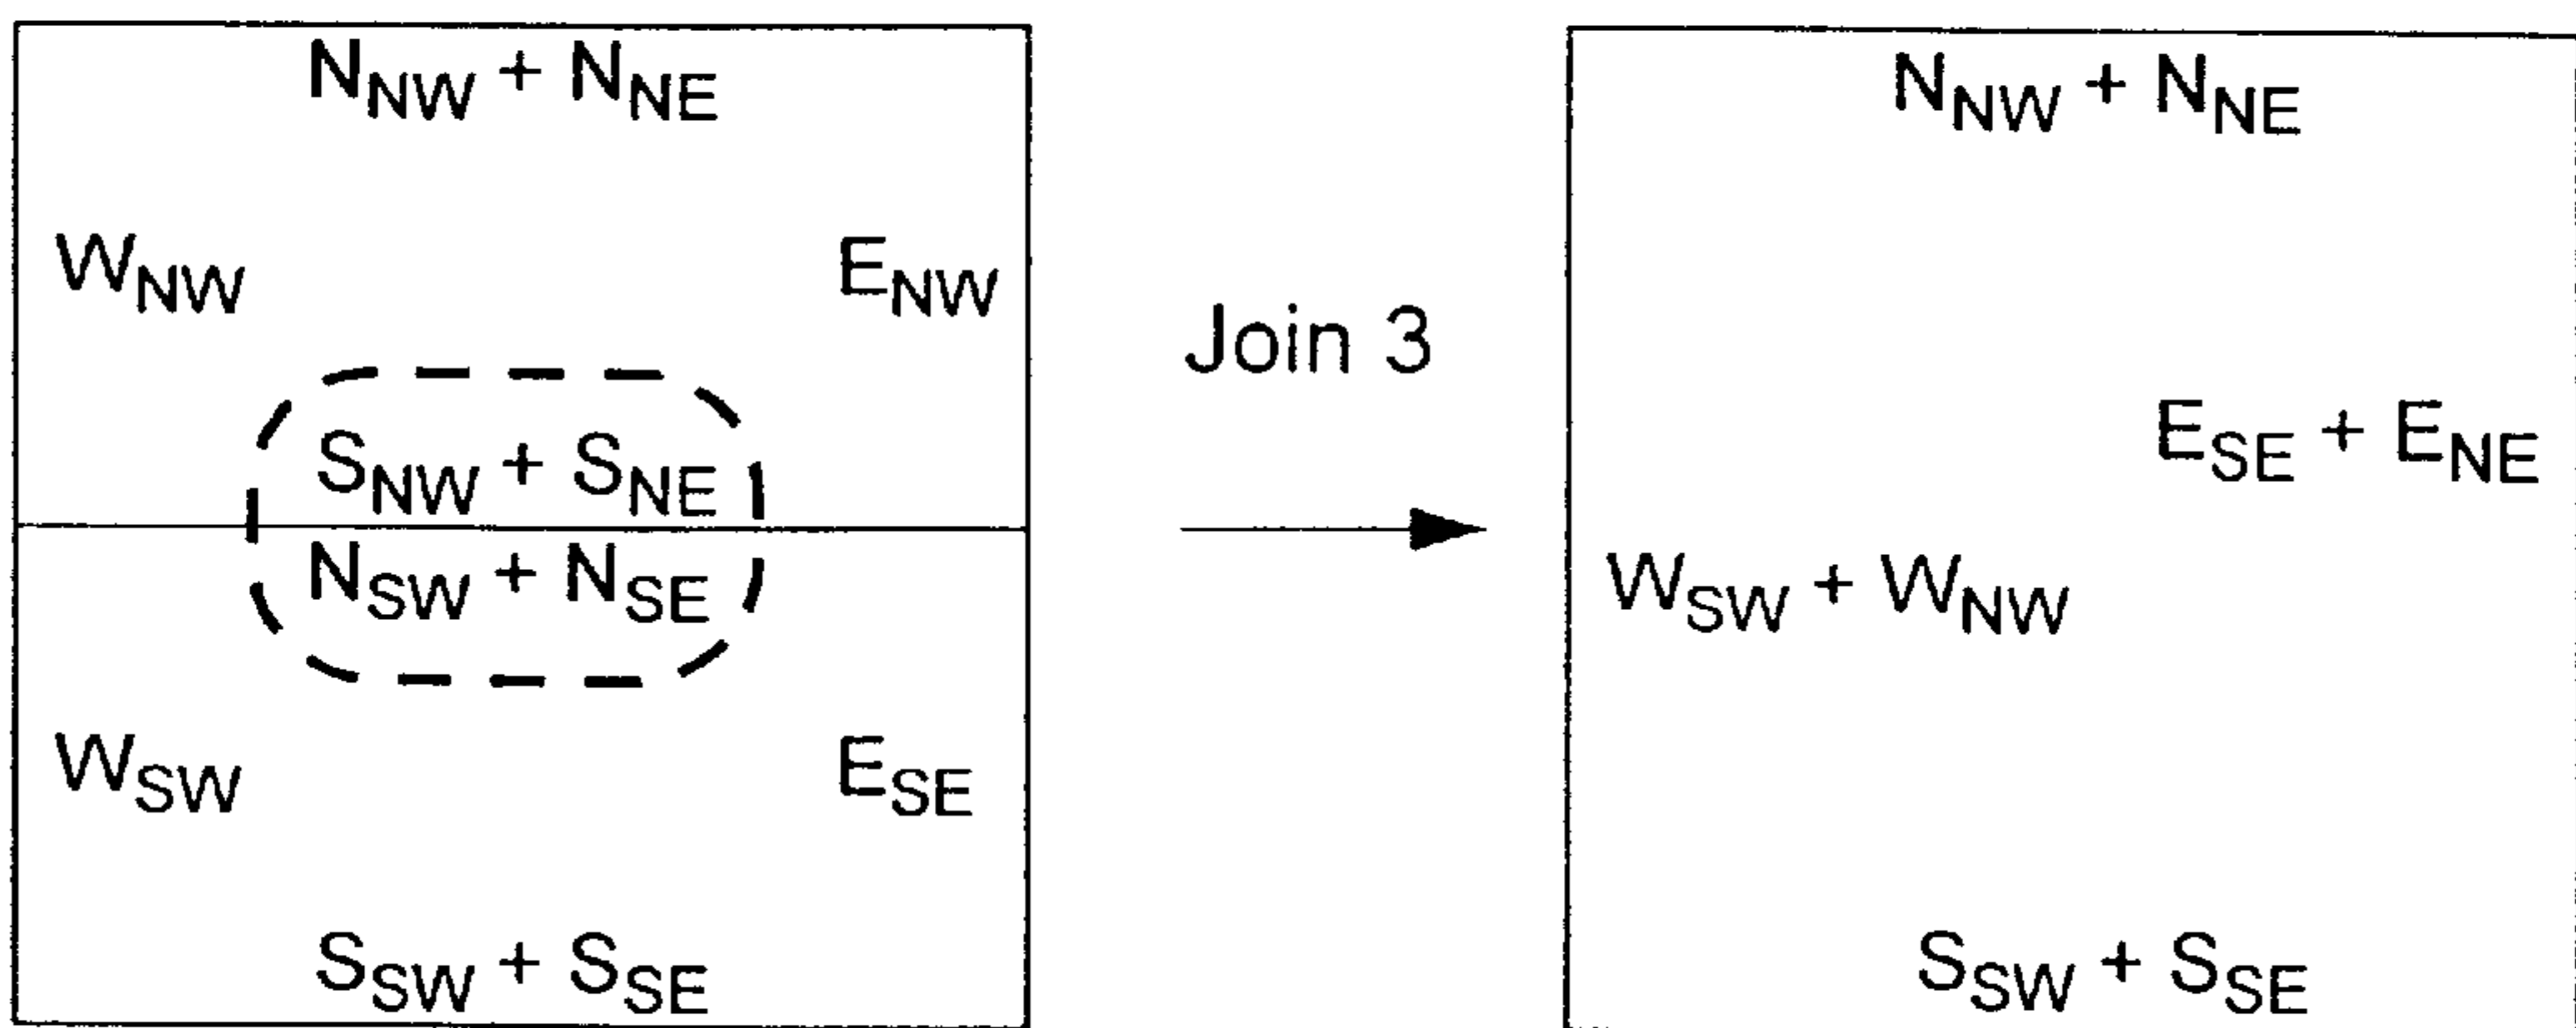 N_NW + N_NE
W_NW E_NW
S_NW + S_NE
N_SW + N_SE
W_SW E_SE
S_SW + S_SE
Join 3
N_NW + N_NE
E_SE + E_NE
W_SW + W_NW
S_SW + S_SE